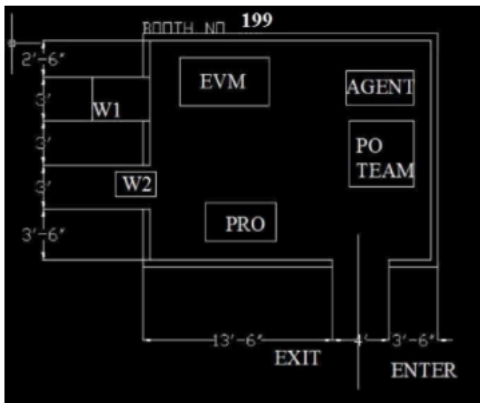 BOOTH NO 199
2'-6"
EVM
AGENT
3'
W1
3'
PO
TEAM
3'
W2
PRO
3'-6"
13'-6"
4'
3'-6"
EXIT
ENTER